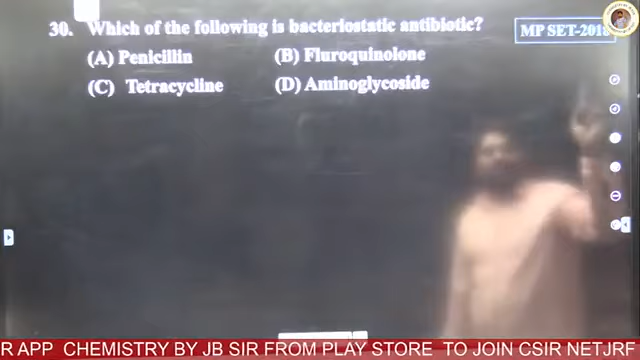 30. Which of the following is bacteriostatic antibiotic?
MP SET-2018
(A) Penicillin (B) Fluroquinolone
(C) Tetracycline (D) Aminoglycoside
R APP CHEMISTRY BY JB SIR FROM PLAY STORE TO JOIN CSIR NETJRF